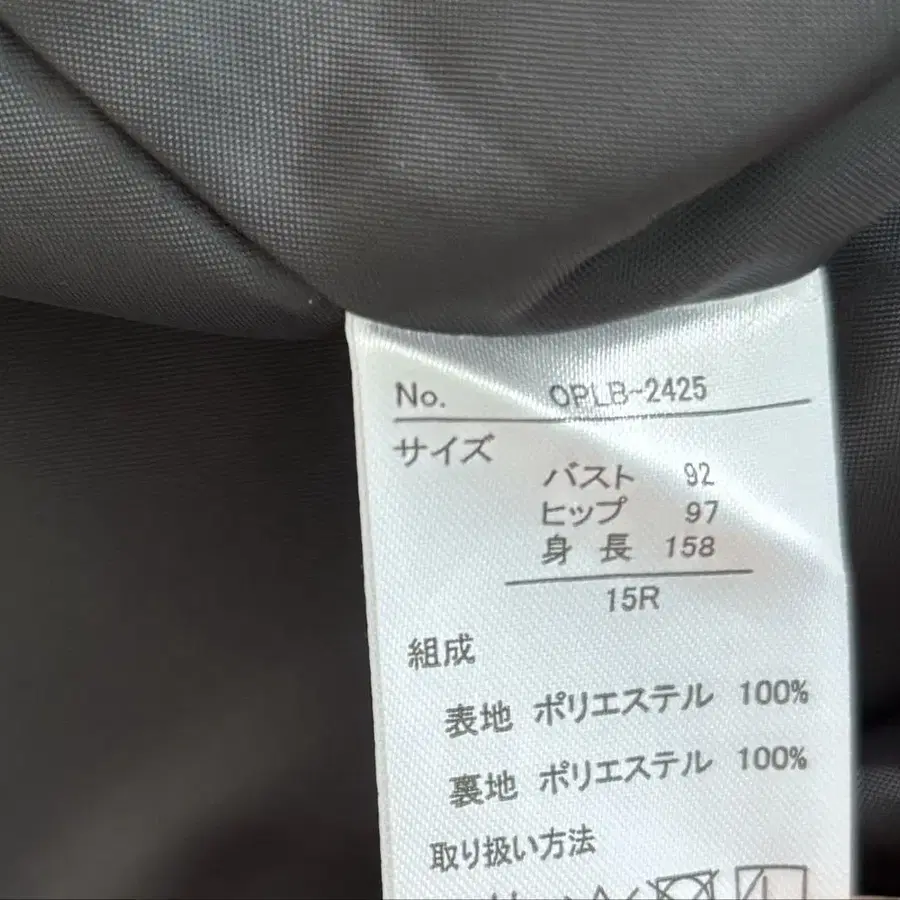 No. OPLB-2425
サイズ
バスト 92
ヒップ 97
身 長 158
15R
組成
表地 ポリエステル 100%
裏地 ポリエステル 100%
取り扱い方法